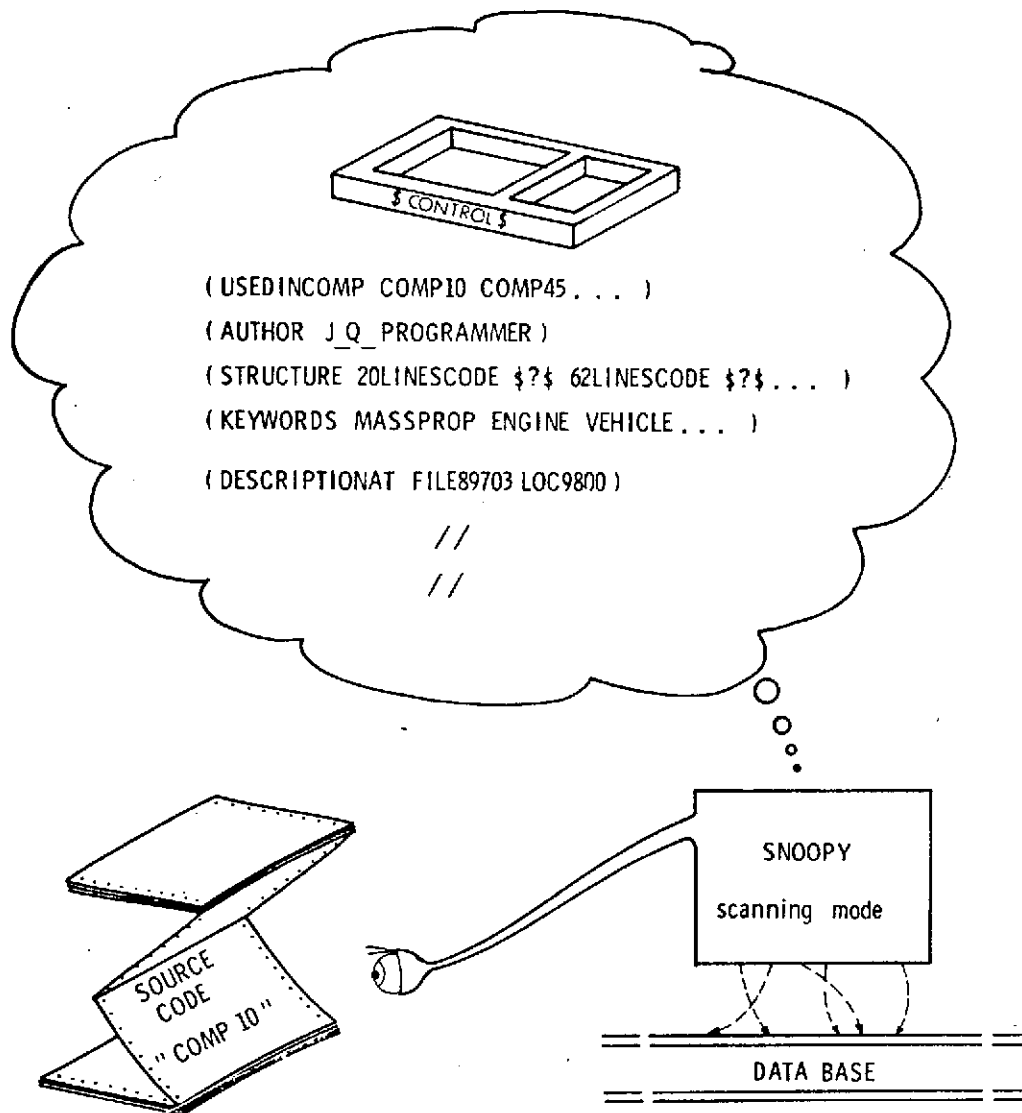 $ CONTROL $
( USEDINCOMP COMP10 COMP45 . . . )
( AUTHOR J_Q_PROGRAMMER )
( STRUCTURE 20LINESCODE $?$ 62LINESCODE $?$ . . . )
( KEYWORDS MASSPROP ENGINE VEHICLE . . . )
( DESCRIPTIONAT FILE89703 LOC9800 )
//
//
SNOOPY
scanning mode
SOURCE
CODE
" COMP 10 "
DATA BASE